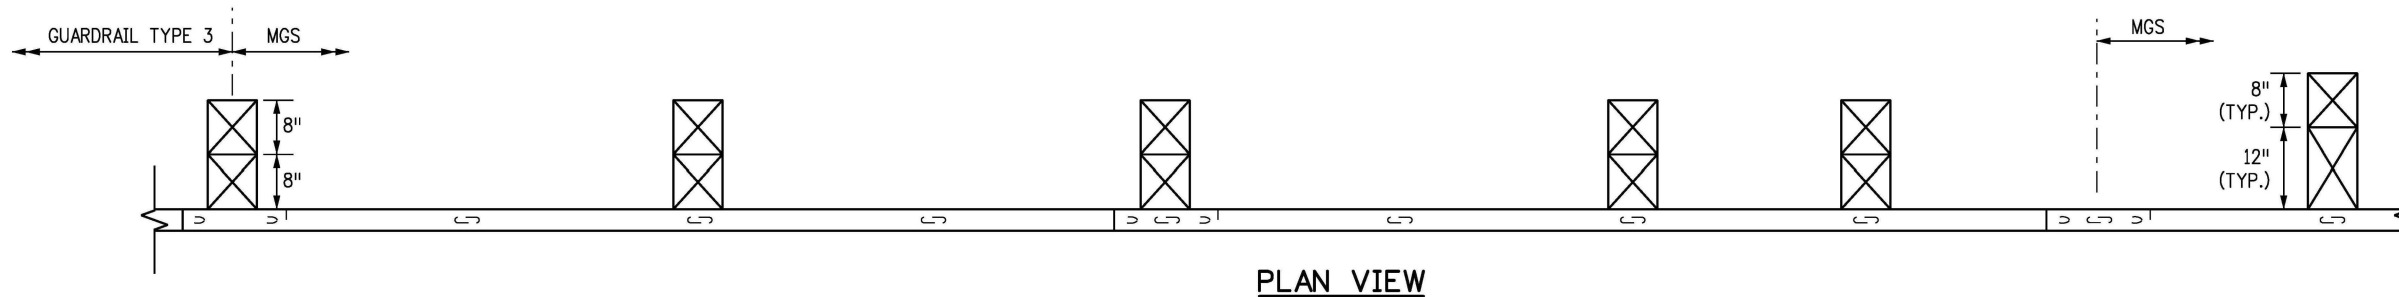 GUARDRAIL TYPE 3
MGS
MGS
8"
8"
8"
(TYP.)
12"
(TYP.)
PLAN VIEW